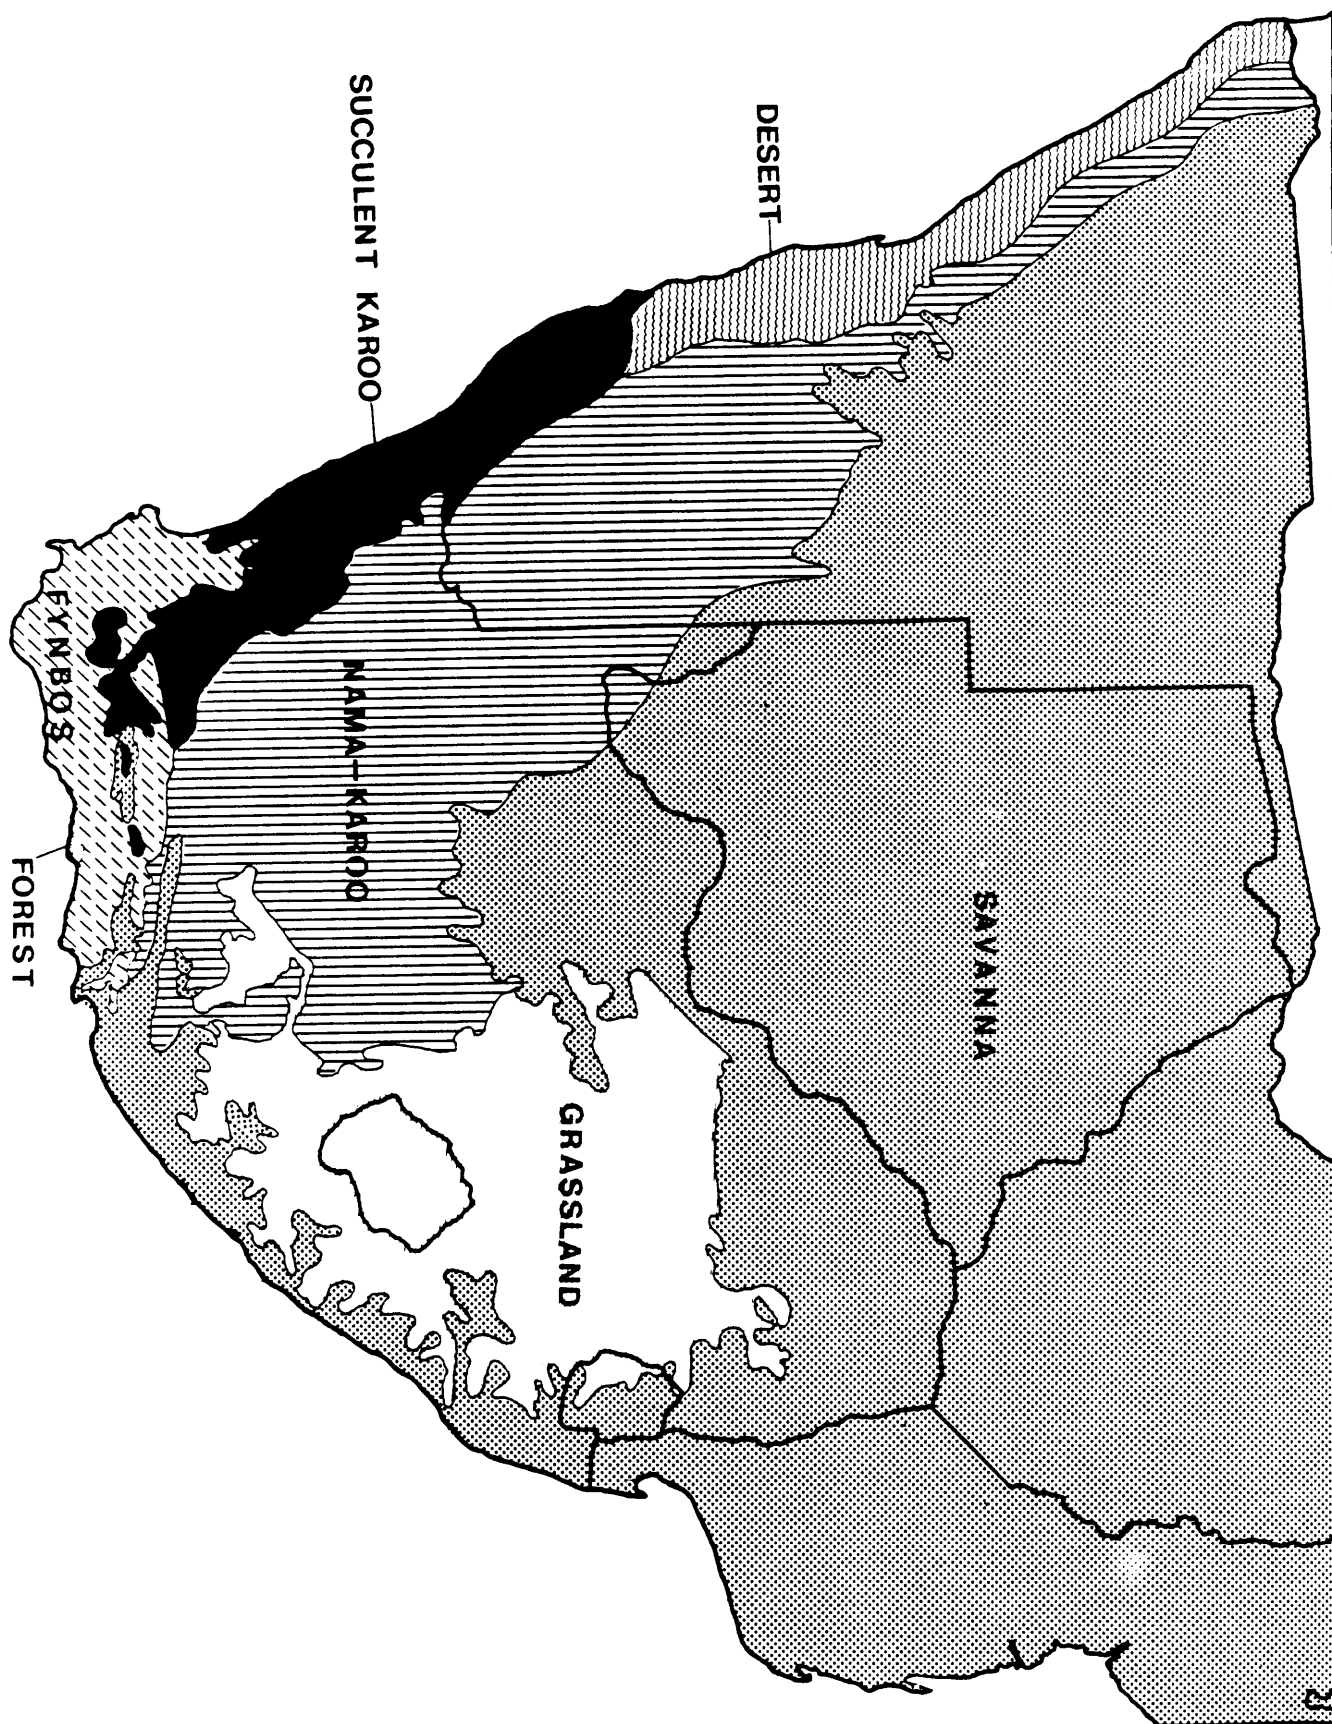 DESERT
SUCCULENT KAROO
SAVANNA
NAMA-KAROO
GRASSLAND
FYNBOS
FOREST